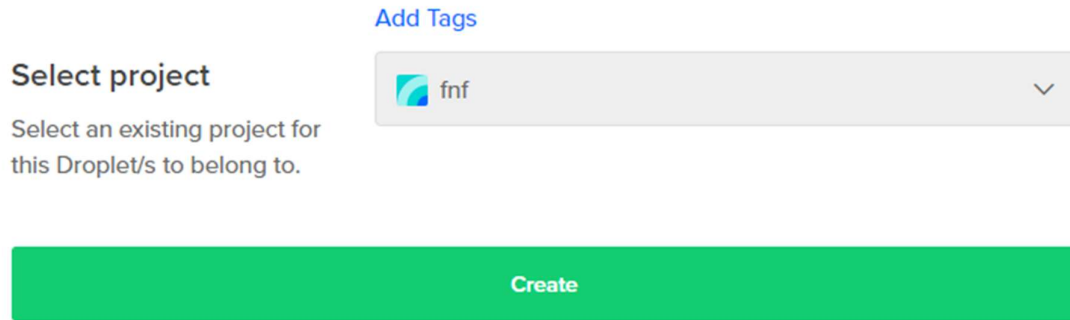 Add Tags
Select project
fnf
Select an existing project for
this Droplet/s to belong to.
Create